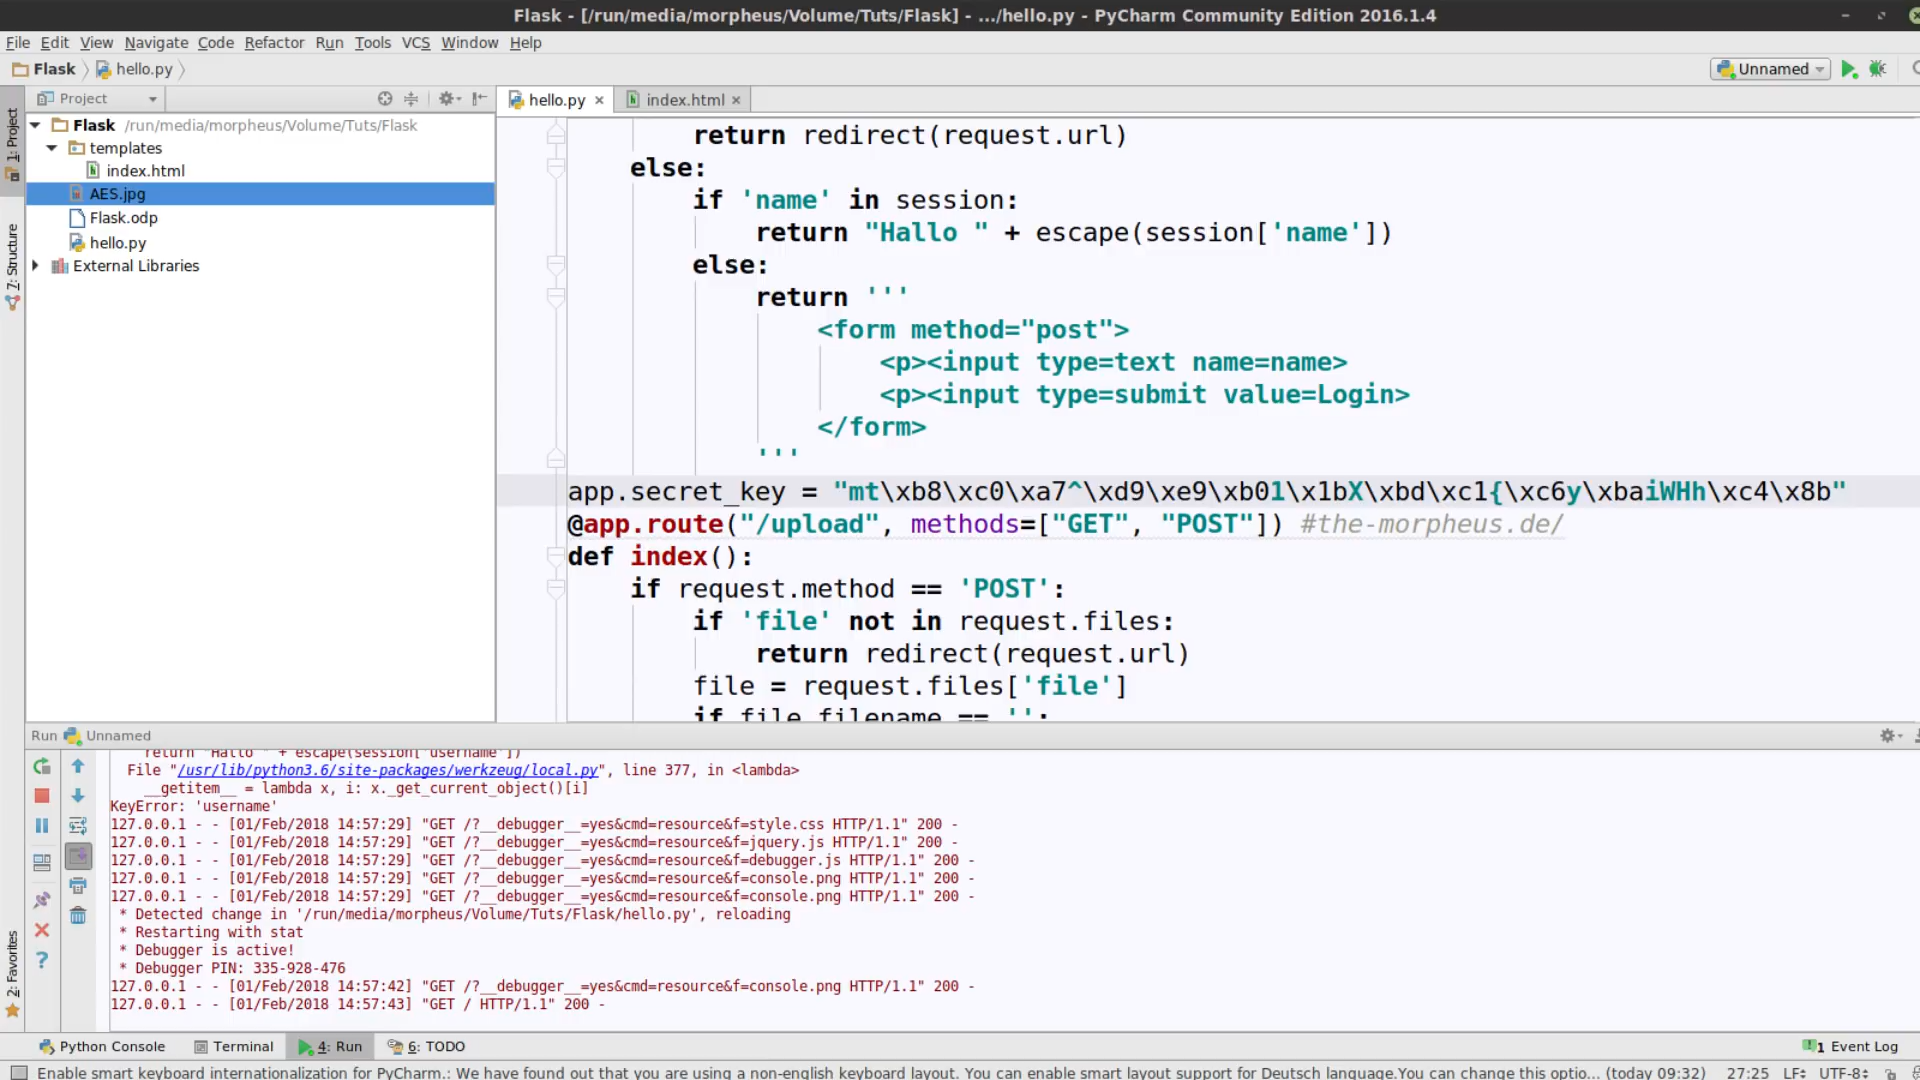 Flask - [/run/media/morpheus/Volume/Tuts/Flask] - .../hello.py - PyCharm Community Edition 2016.1.4
File Edit View Navigate Code Refactor Run Tools VCS Window Help
Flask hello.py
Unnamed
Project
hello.py
index.html
1: Project
7: Structure
2: Favorites
Flask /run/media/morpheus/Volume/Tuts/Flask
templates
index.html
AES.jpg
Flask.odp
hello.py
External Libraries
return redirect(request.url)
else:
if 'name' in session:
return "Hallo " + escape(session['name'])
else:
return '''
<form method="post">
<p><input type=text name=name>
<p><input type=submit value=Login>
</form>
'''
app.secret_key = "mt\xb8\xc0\xa7^\xd9\xe9\xb01\x1bX\xbd\xc1{\xc6y\xbaiWHh\xc4\x8b"
@app.route("/upload", methods=["GET", "POST"]) #the-morpheus.de/
def index():
if request.method == 'POST':
if 'file' not in request.files:
return redirect(request.url)
file = request.files['file']
if file.filename == '':
Run Unnamed
return "Hallo " + escape(session['username'])
File "/usr/lib/python3.6/site-packages/werkzeug/local.py", line 377, in <lambda>
__getitem__ = lambda x, i: x._get_current_object()[i]
KeyError: 'username'
127.0.0.1 - - [01/Feb/2018 14:57:29] "GET /?__debugger__=yes&cmd=resource&f=style.css HTTP/1.1" 200 -
127.0.0.1 - - [01/Feb/2018 14:57:29] "GET /?__debugger__=yes&cmd=resource&f=jquery.js HTTP/1.1" 200 -
127.0.0.1 - - [01/Feb/2018 14:57:29] "GET /?__debugger__=yes&cmd=resource&f=debugger.js HTTP/1.1" 200 -
127.0.0.1 - - [01/Feb/2018 14:57:29] "GET /?__debugger__=yes&cmd=resource&f=console.png HTTP/1.1" 200 -
127.0.0.1 - - [01/Feb/2018 14:57:29] "GET /?__debugger__=yes&cmd=resource&f=console.png HTTP/1.1" 200 -
* Detected change in '/run/media/morpheus/Volume/Tuts/Flask/hello.py', reloading
* Restarting with stat
* Debugger is active!
* Debugger PIN: 335-928-476
127.0.0.1 - - [01/Feb/2018 14:57:42] "GET /?__debugger__=yes&cmd=resource&f=console.png HTTP/1.1" 200 -
127.0.0.1 - - [01/Feb/2018 14:57:43] "GET / HTTP/1.1" 200 -
Python Console Terminal 4: Run 6: TODO 1 Event Log
Enable smart keyboard internationalization for PyCharm.: We have found out that you are using a non-english keyboard layout. You can enable smart layout support for Deutsch language.You can change this optio... (today 09:32) 27:25 LF UTF-8